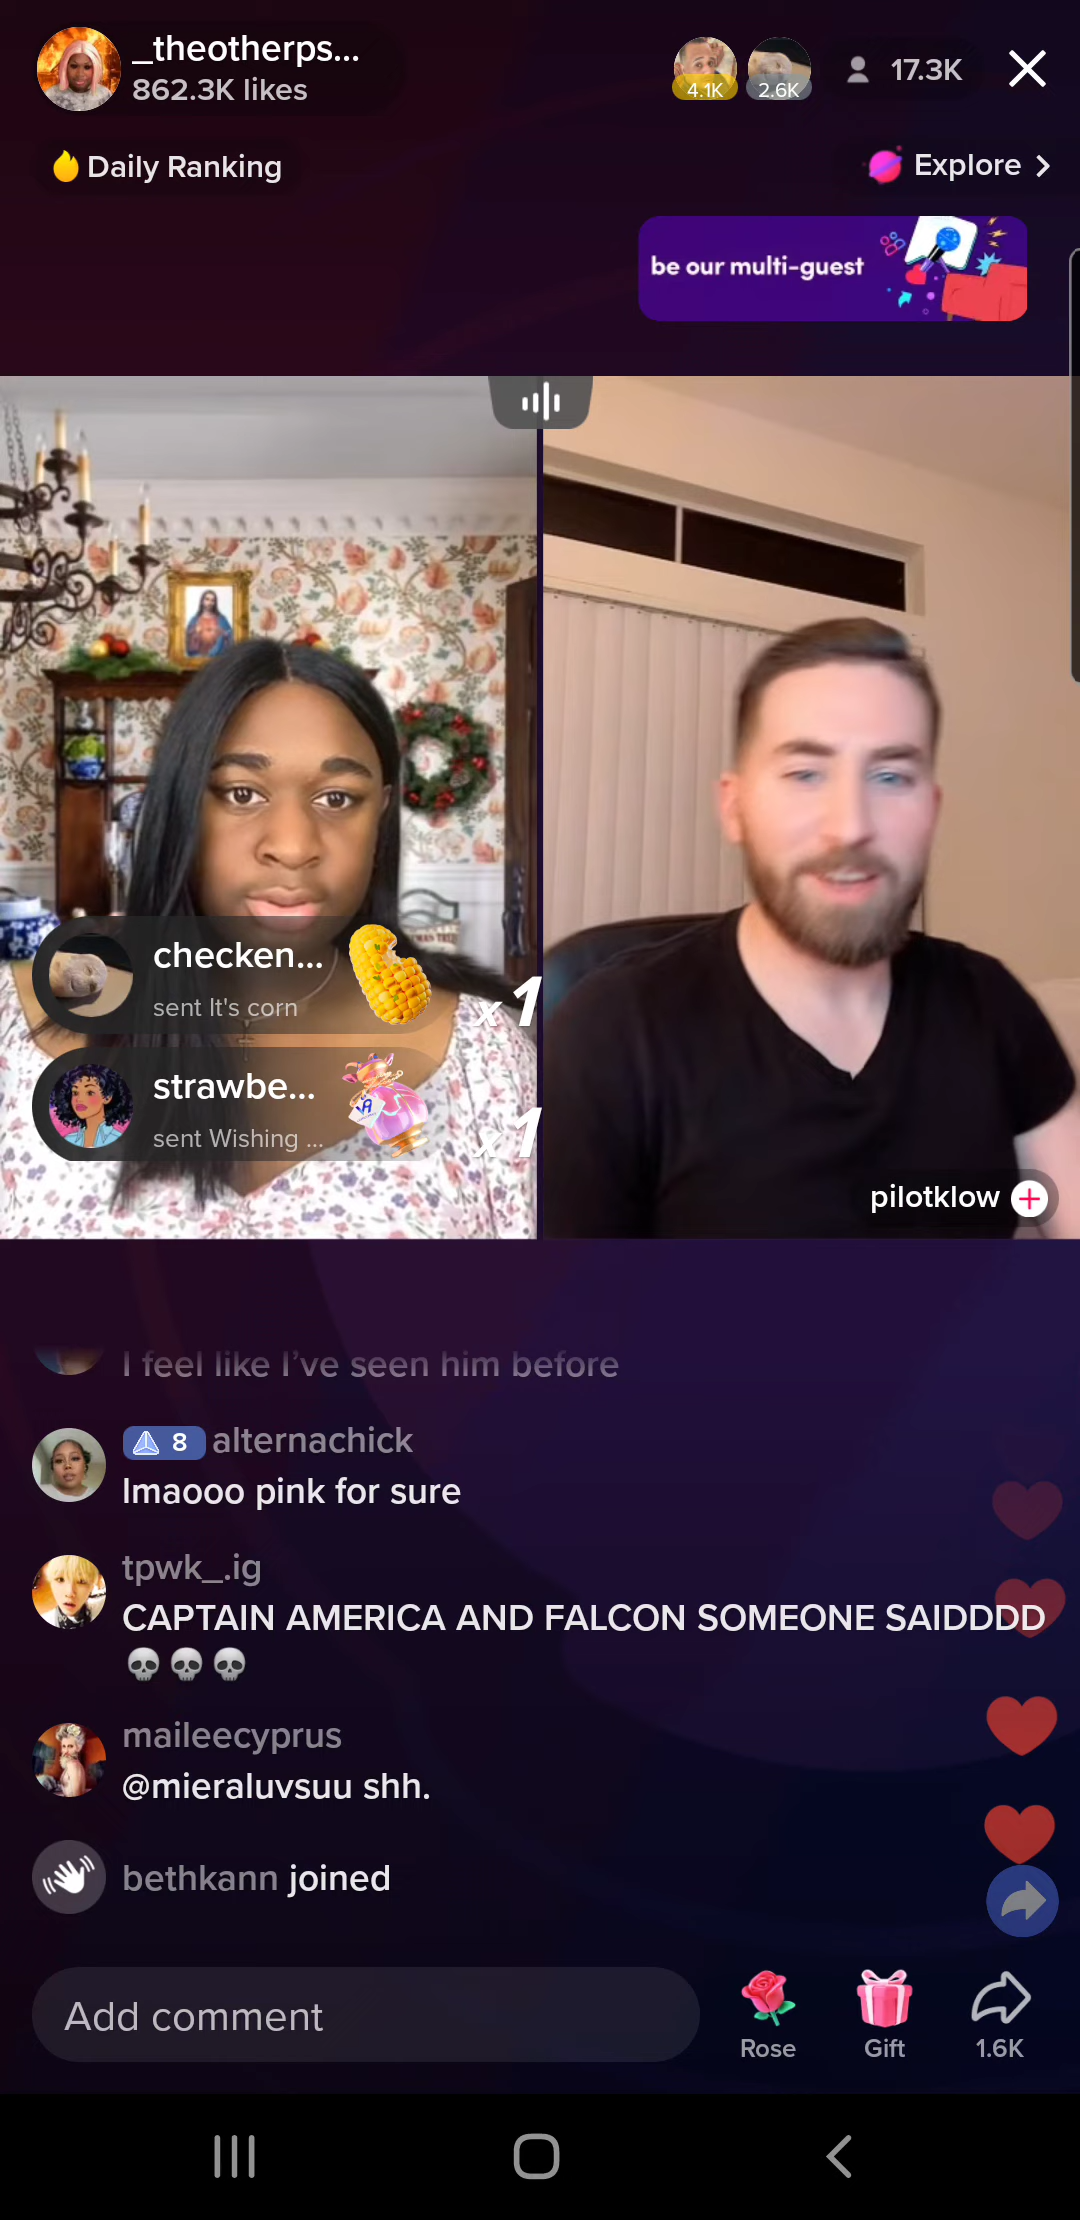 _theotherps...
862.3K likes
4.1K
2.6K
17.3K
Daily Ranking
Explore
be our multi-guest
checken...
sent It's corn
x1
strawbe...
sent Wishing ...
x1
pilotklow
I feel like I've seen him before
8 alternachick
lmaooo pink for sure
tpwk_.ig
CAPTAIN AMERICA AND FALCON SOMEONE SAIDDDD
💀💀💀
maileecyprus
@mieraluvsuu shh.
bethkann joined
Add comment
Rose
Gift
1.6K